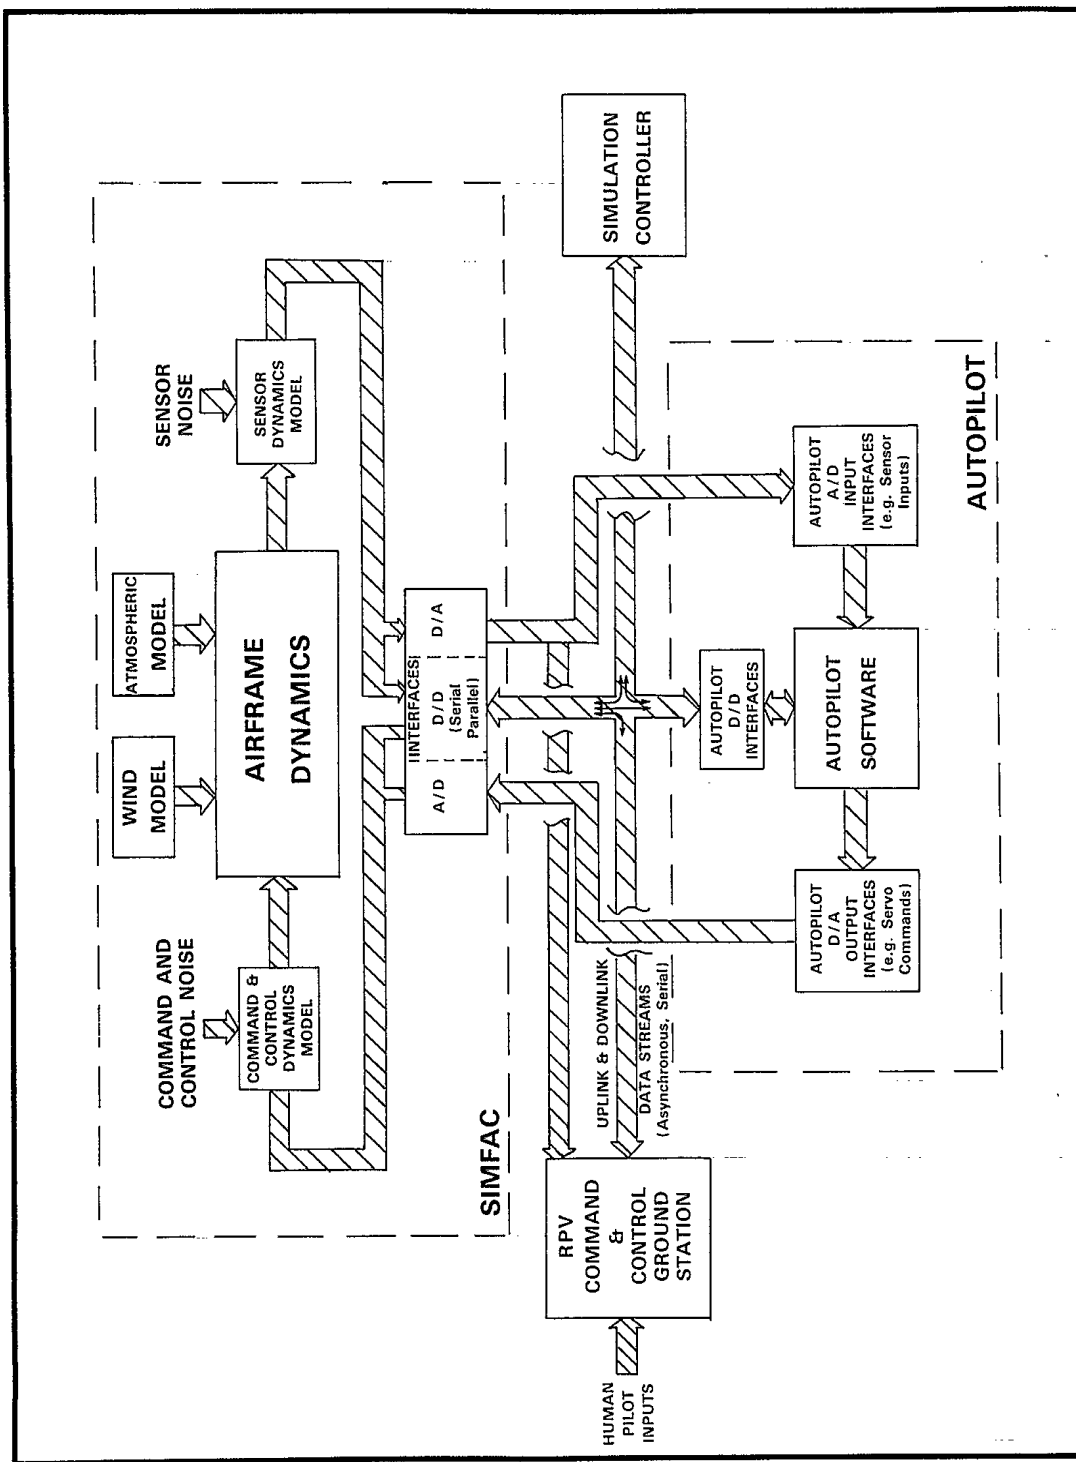 SENSOR
NOISE
SENSOR
DYNAMICS
MODEL
ATMOSPHERIC
MODEL
WIND
MODEL
AIRFRAME
DYNAMICS
COMMAND AND
CONTROL NOISE
COMMAND &
CONTROL
DYNAMICS
MODEL
INTERFACES
A/D
D/D
(Serial
Parallel)
D/A
SIMFAC
SIMULATION
CONTROLLER
RPV
COMMAND
&
CONTROL
GROUND
STATION
HUMAN
PILOT
INPUTS
UPLINK & DOWNLINK
DATA STREAMS
(Asynchronous, Serial)
AUTOPILOT
D/D
INTERFACES
AUTOPILOT
D/A
OUTPUT
INTERFACES
(e.g. Servo
Commands)
AUTOPILOT
SOFTWARE
AUTOPILOT
A/D
INPUT
INTERFACES
(e.g. Sensor
Inputs)
AUTOPILOT